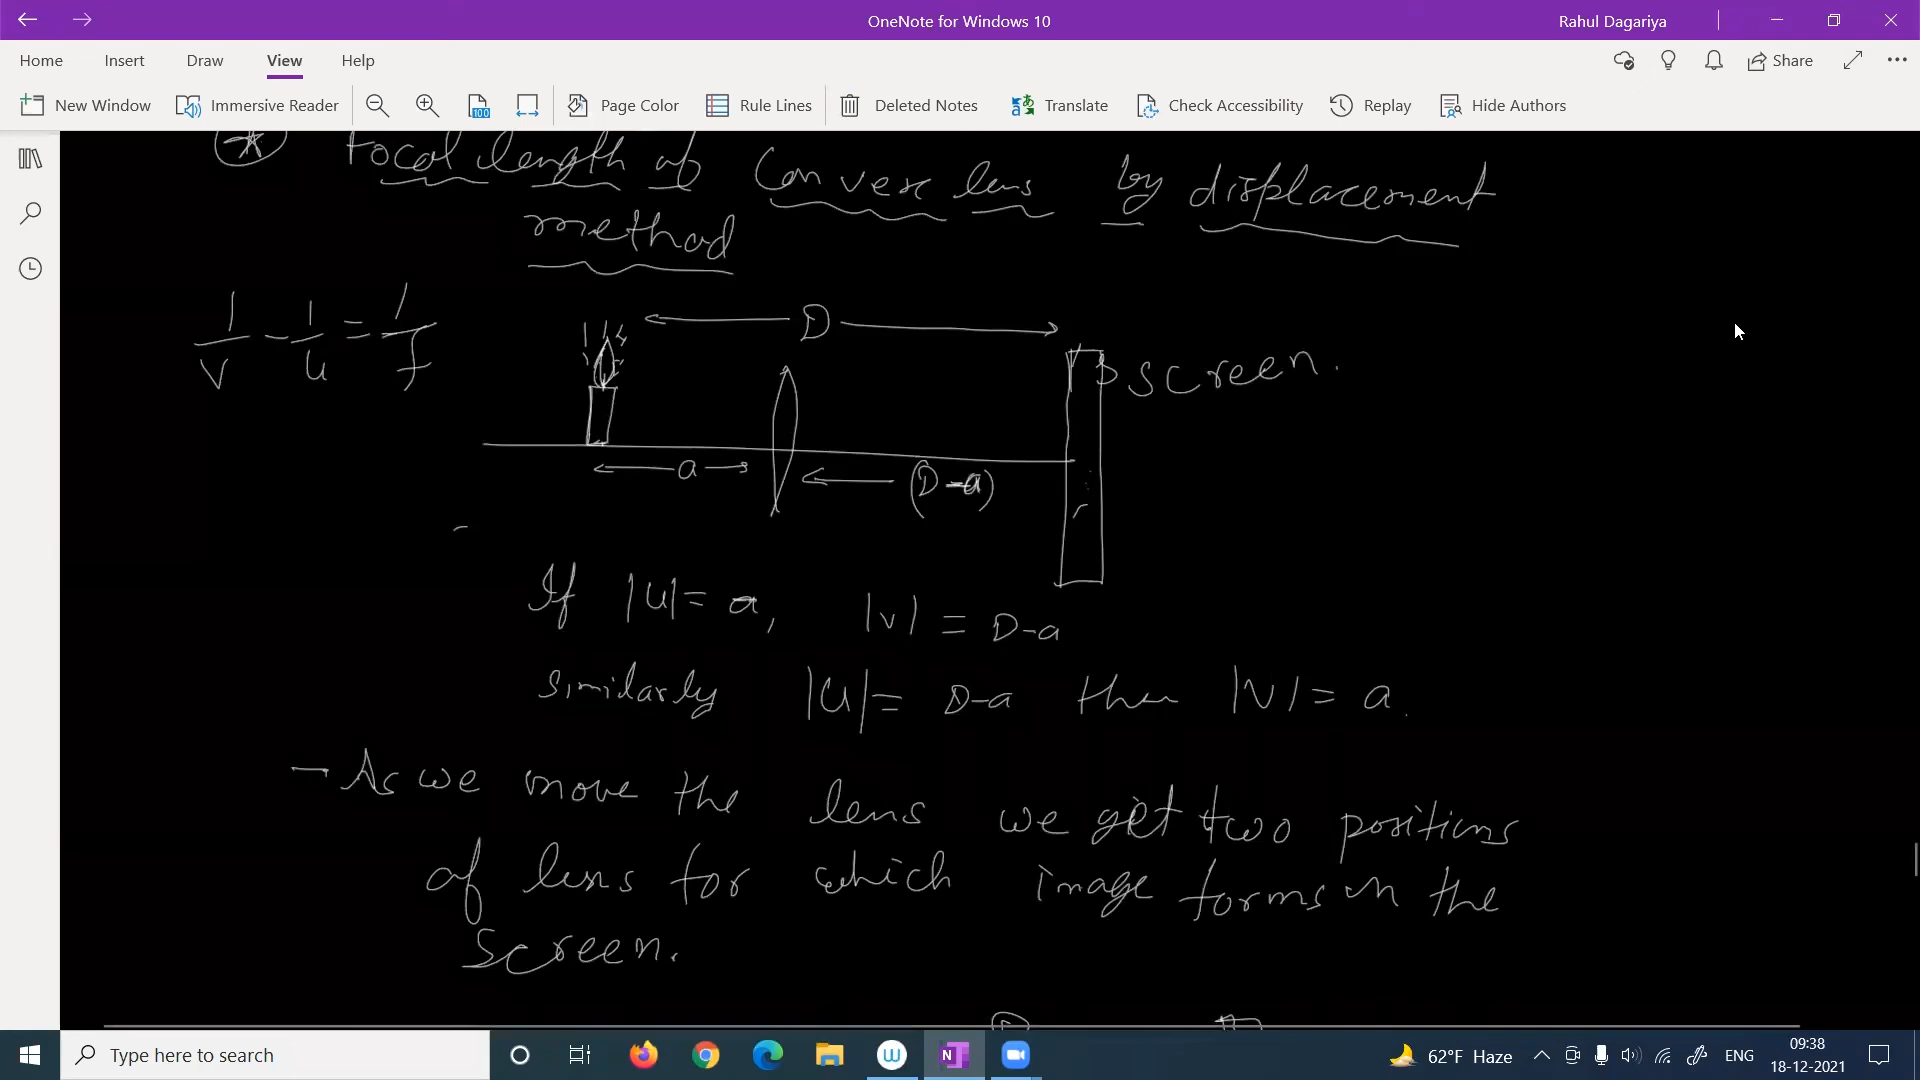 OneNote for Windows 10
Rahul Dagariya
Home Insert Draw View Help
Share
New Window Immersive Reader 100 Page Color Rule Lines Deleted Notes Translate Check Accessibility Replay Hide Authors
Focal length of Convex lens by displacement
method
1/v - 1/u = 1/f
D
screen.
a
(D-a)
If |u| = a, |v| = D-a
similarly |u| = D-a then |v| = a.
- As we move the lens we get two positions
of lens for which image forms on the
screen.
Type here to search
62°F Haze
ENG
09:38
18-12-2021